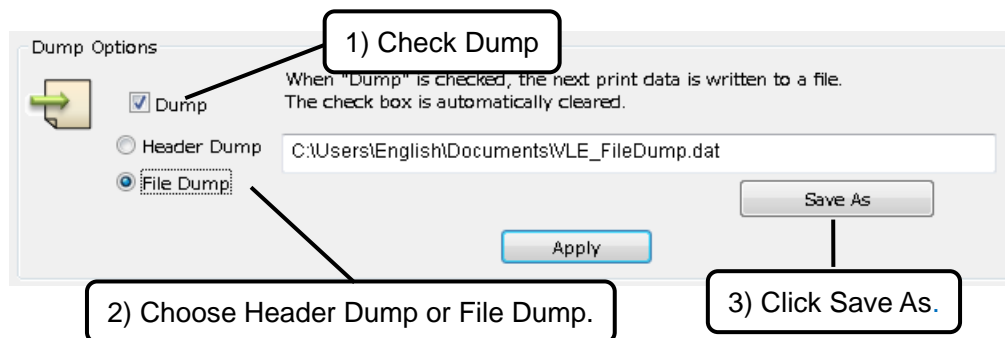 1) Check Dump
Dump Options
When "Dump" is checked, the next print data is written to a file.
Dump
The check box is automatically cleared.
Header Dump
C:\Users\English\Documents\VLE_FileDump.dat
File Dump
Save As
Apply
2) Choose Header Dump or File Dump.
3) Click Save As.